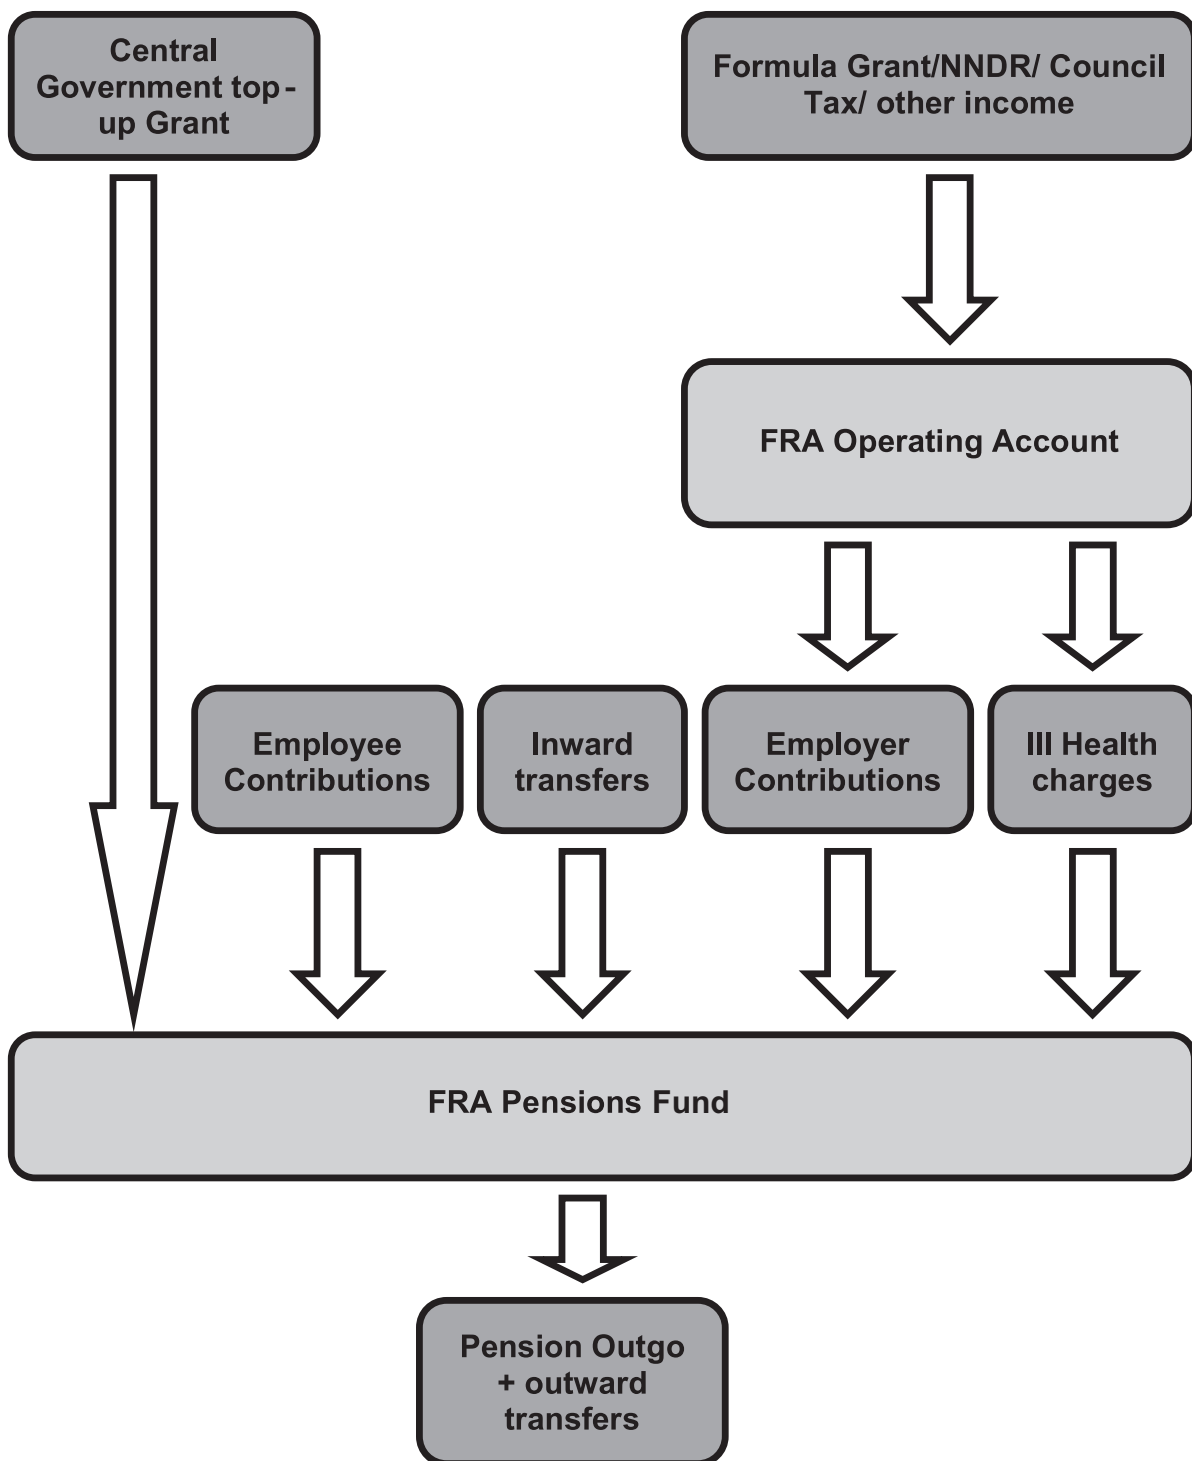 Central
Government top-
up Grant
Formula Grant/NNDR/ Council
Tax/ other income
FRA Operating Account
Employee
Contributions
Inward
transfers
Employer
Contributions
Ill Health
charges
FRA Pensions Fund
Pension Outgo
+ outward
transfers